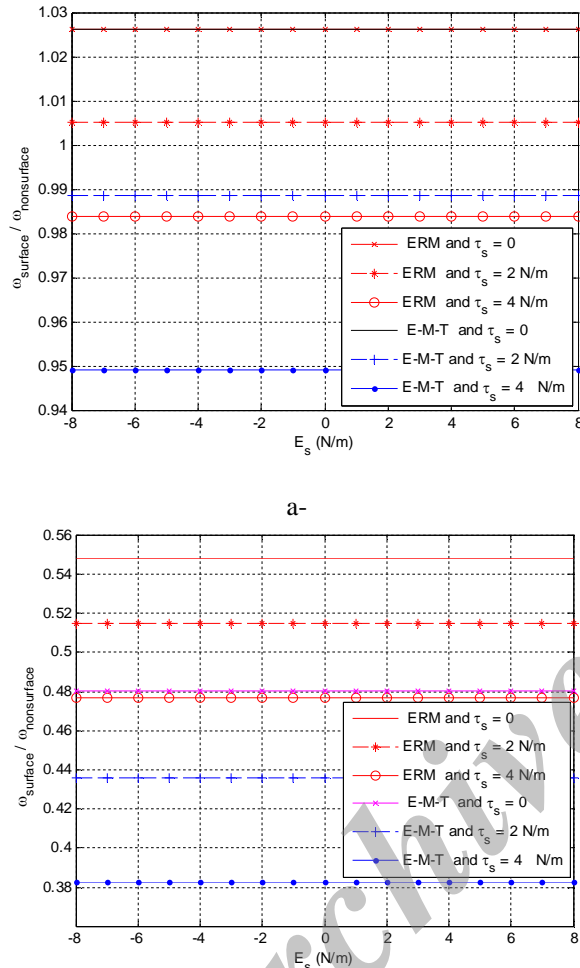 1.03
1.02
1.01
1
0.99
0.98
0.97
0.96
0.95
0.94
ω_surface / ω_nonsurface
ERM and τ_s = 0
ERM and τ_s = 2 N/m
ERM and τ_s = 4 N/m
E-M-T and τ_s = 0
E-M-T and τ_s = 2 N/m
E-M-T and τ_s = 4 N/m
-8 -6 -4 -2 0 2 4 6 8
E_s (N/m)
a-
0.56
0.54
0.52
0.5
0.48
0.46
0.44
0.42
0.4
0.38
ω_surface / ω_nonsurface
ERM and τ_s = 0
ERM and τ_s = 2 N/m
ERM and τ_s = 4 N/m
E-M-T and τ_s = 0
E-M-T and τ_s = 2 N/m
E-M-T and τ_s = 4 N/m
-8 -6 -4 -2 0 2 4 6 8
E_s (N/m)
rchive